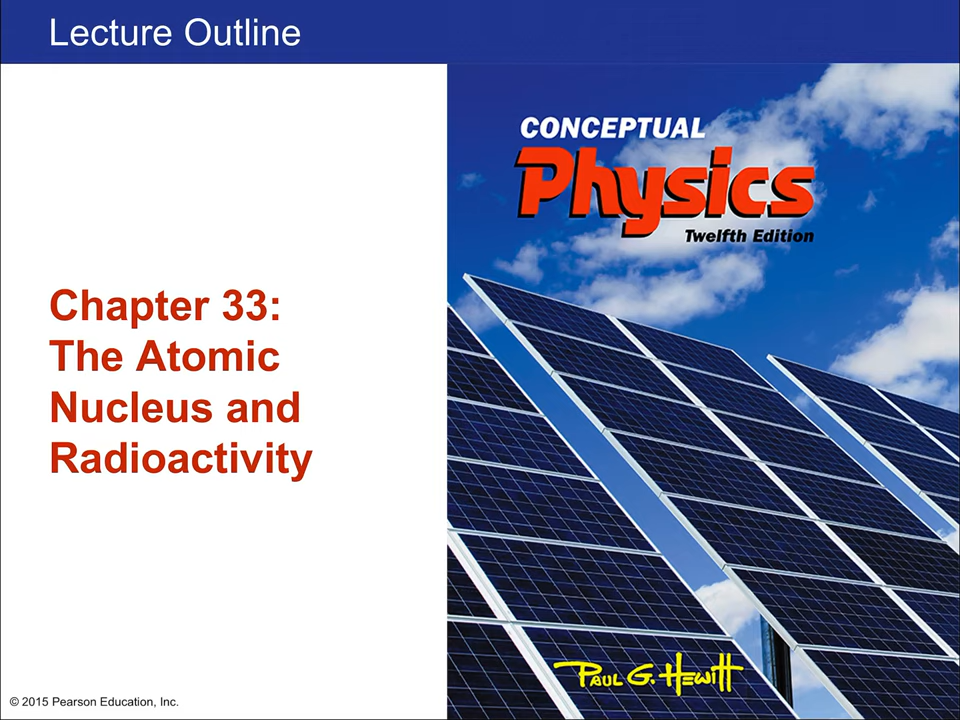 Lecture Outline
CONCEPTUAL
Physics
Twelfth Edition
Chapter 33:
The Atomic
Nucleus and
Radioactivity
PAUL G. HEWITT
© 2015 Pearson Education, Inc.